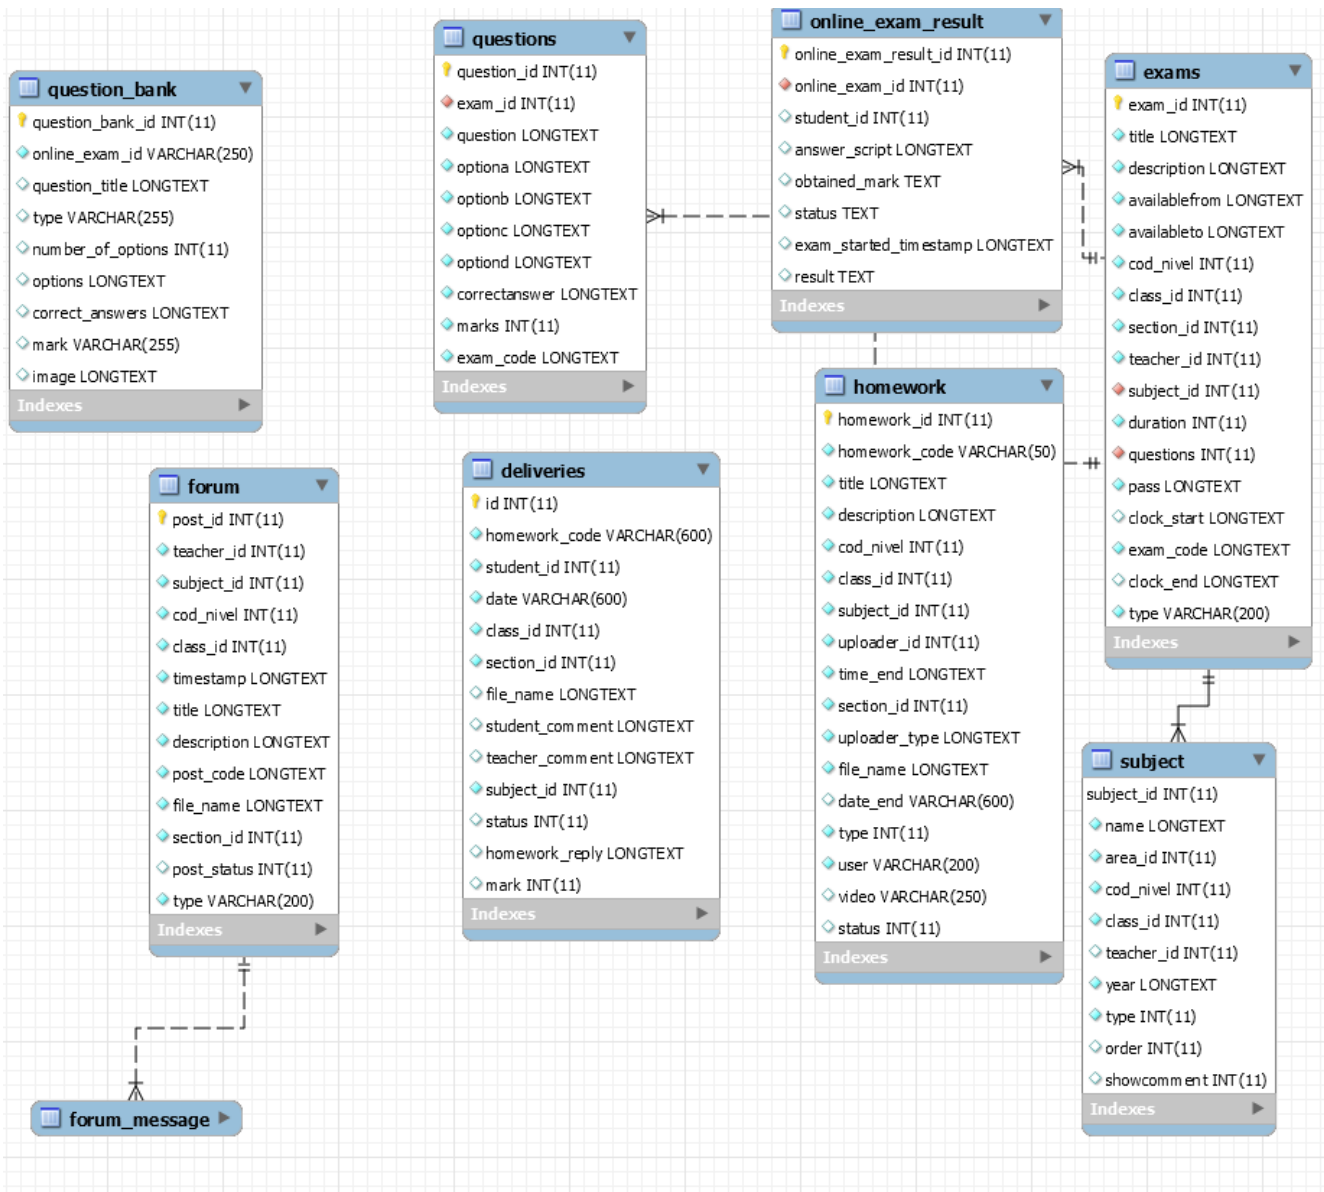 question_bank
question_bank_id INT(11)
online_exam_id VARCHAR(250)
question_title LONGTEXT
type VARCHAR(255)
number_of_options INT(11)
options LONGTEXT
correct_answers LONGTEXT
mark VARCHAR(255)
image LONGTEXT
Indexes
questions
question_id INT(11)
exam_id INT(11)
question LONGTEXT
optiona LONGTEXT
optionb LONGTEXT
optionc LONGTEXT
optiond LONGTEXT
correctanswer LONGTEXT
marks INT(11)
exam_code LONGTEXT
Indexes
online_exam_result
online_exam_result_id INT(11)
online_exam_id INT(11)
student_id INT(11)
answer_script LONGTEXT
obtained_mark TEXT
status TEXT
exam_started_timestamp LONGTEXT
result TEXT
Indexes
exams
exam_id INT(11)
title LONGTEXT
description LONGTEXT
availablefrom LONGTEXT
availableto LONGTEXT
cod_nivel INT(11)
class_id INT(11)
section_id INT(11)
teacher_id INT(11)
subject_id INT(11)
duration INT(11)
questions INT(11)
pass LONGTEXT
clock_start LONGTEXT
exam_code LONGTEXT
clock_end LONGTEXT
type VARCHAR(200)
Indexes
forum
post_id INT(11)
teacher_id INT(11)
subject_id INT(11)
cod_nivel INT(11)
class_id INT(11)
timestamp LONGTEXT
title LONGTEXT
description LONGTEXT
post_code LONGTEXT
file_name LONGTEXT
section_id INT(11)
post_status INT(11)
type VARCHAR(200)
Indexes
deliveries
id INT(11)
homework_code VARCHAR(600)
student_id INT(11)
date VARCHAR(600)
class_id INT(11)
section_id INT(11)
file_name LONGTEXT
student_comment LONGTEXT
teacher_comment LONGTEXT
subject_id INT(11)
status INT(11)
homework_reply LONGTEXT
mark INT(11)
Indexes
homework
homework_id INT(11)
homework_code VARCHAR(50)
title LONGTEXT
description LONGTEXT
cod_nivel INT(11)
class_id INT(11)
subject_id INT(11)
uploader_id INT(11)
time_end LONGTEXT
section_id INT(11)
uploader_type LONGTEXT
file_name LONGTEXT
date_end VARCHAR(600)
type INT(11)
user VARCHAR(200)
video VARCHAR(250)
status INT(11)
Indexes
subject
subject_id INT(11)
name LONGTEXT
area_id INT(11)
cod_nivel INT(11)
class_id INT(11)
teacher_id INT(11)
year LONGTEXT
type INT(11)
order INT(11)
showcomment INT(11)
Indexes
forum_message